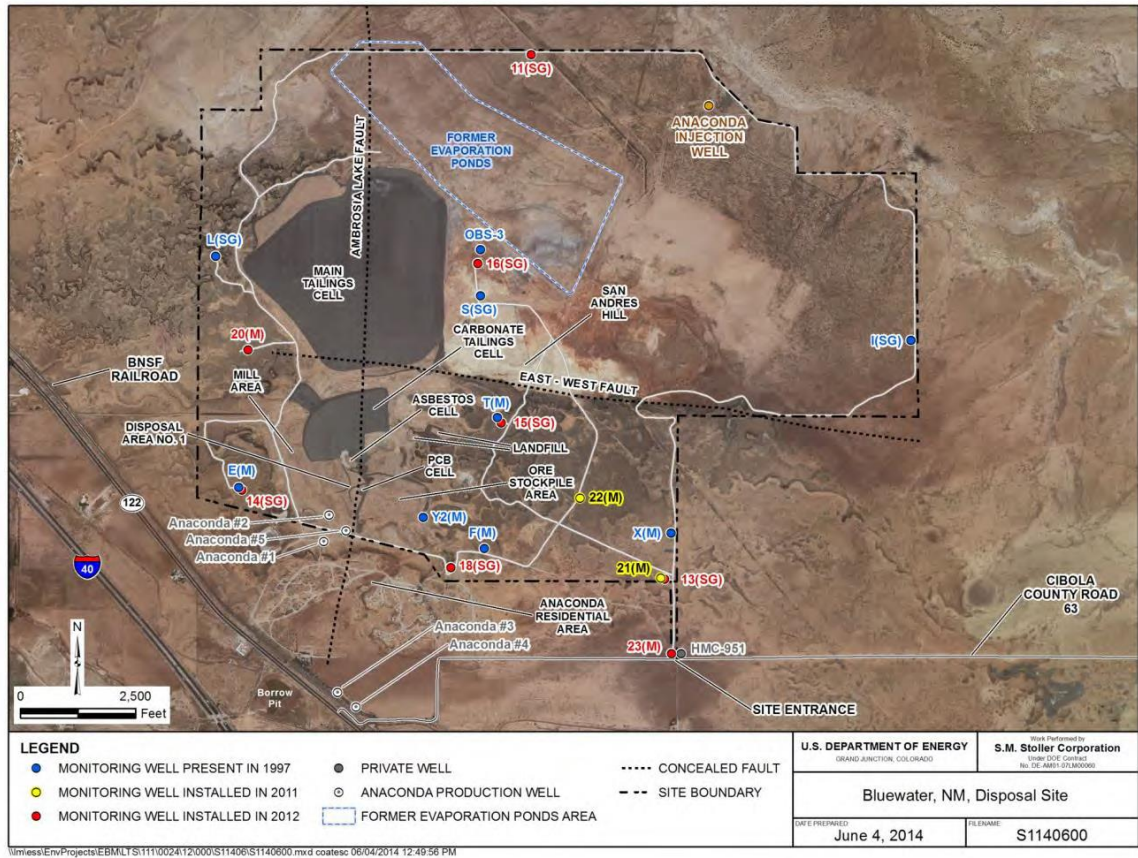 11(SG)
ANACONDA
INJECTION
WELL
FORMER
EVAPORATION
PONDS
AMBROSIA LAKE FAULT
L(SG)
OBS-3
16(SG)
MAIN
TAILINGS
CELL
S(SG)
SAN
ANDRES
HILL
CARBONATE
TAILINGS
CELL
20(M)
I(SG)
BNSF
RAILROAD
MILL
AREA
EAST - WEST FAULT
ASBESTOS
CELL
T(M)
15(SG)
DISPOSAL
AREA NO. 1
LANDFILL
PCB
CELL
ORE
STOCKPILE
AREA
E(M)
14(SG)
22(M)
122
Anaconda #2
Anaconda #5
Anaconda #1
Y2(M)
F(M)
X(M)
18(SG)
21(M)
13(SG)
40
ANACONDA
RESIDENTIAL
AREA
CIBOLA
COUNTY ROAD
63
Anaconda #3
Anaconda #4
23(M)
HMC-951
N
0 2,500
Feet
Borrow
Pit
SITE ENTRANCE
LEGEND
MONITORING WELL PRESENT IN 1997
MONITORING WELL INSTALLED IN 2011
MONITORING WELL INSTALLED IN 2012
PRIVATE WELL
ANACONDA PRODUCTION WELL
FORMER EVAPORATION PONDS AREA
CONCEALED FAULT
SITE BOUNDARY
U.S. DEPARTMENT OF ENERGY
GRAND JUNCTION, COLORADO
Work Performed by
S.M. Stoller Corporation
Under DOE Contract
No. DE-AM01-07LM00060
Bluewater, NM, Disposal Site
DATE PREPARED:
June 4, 2014
FILENAME:
S1140600
\\lm\ess\EnvProjects\EBM\LTS\111\0024\12\000\S11406\S1140600.mxd coatesc 06/04/2014 12:49:56 PM